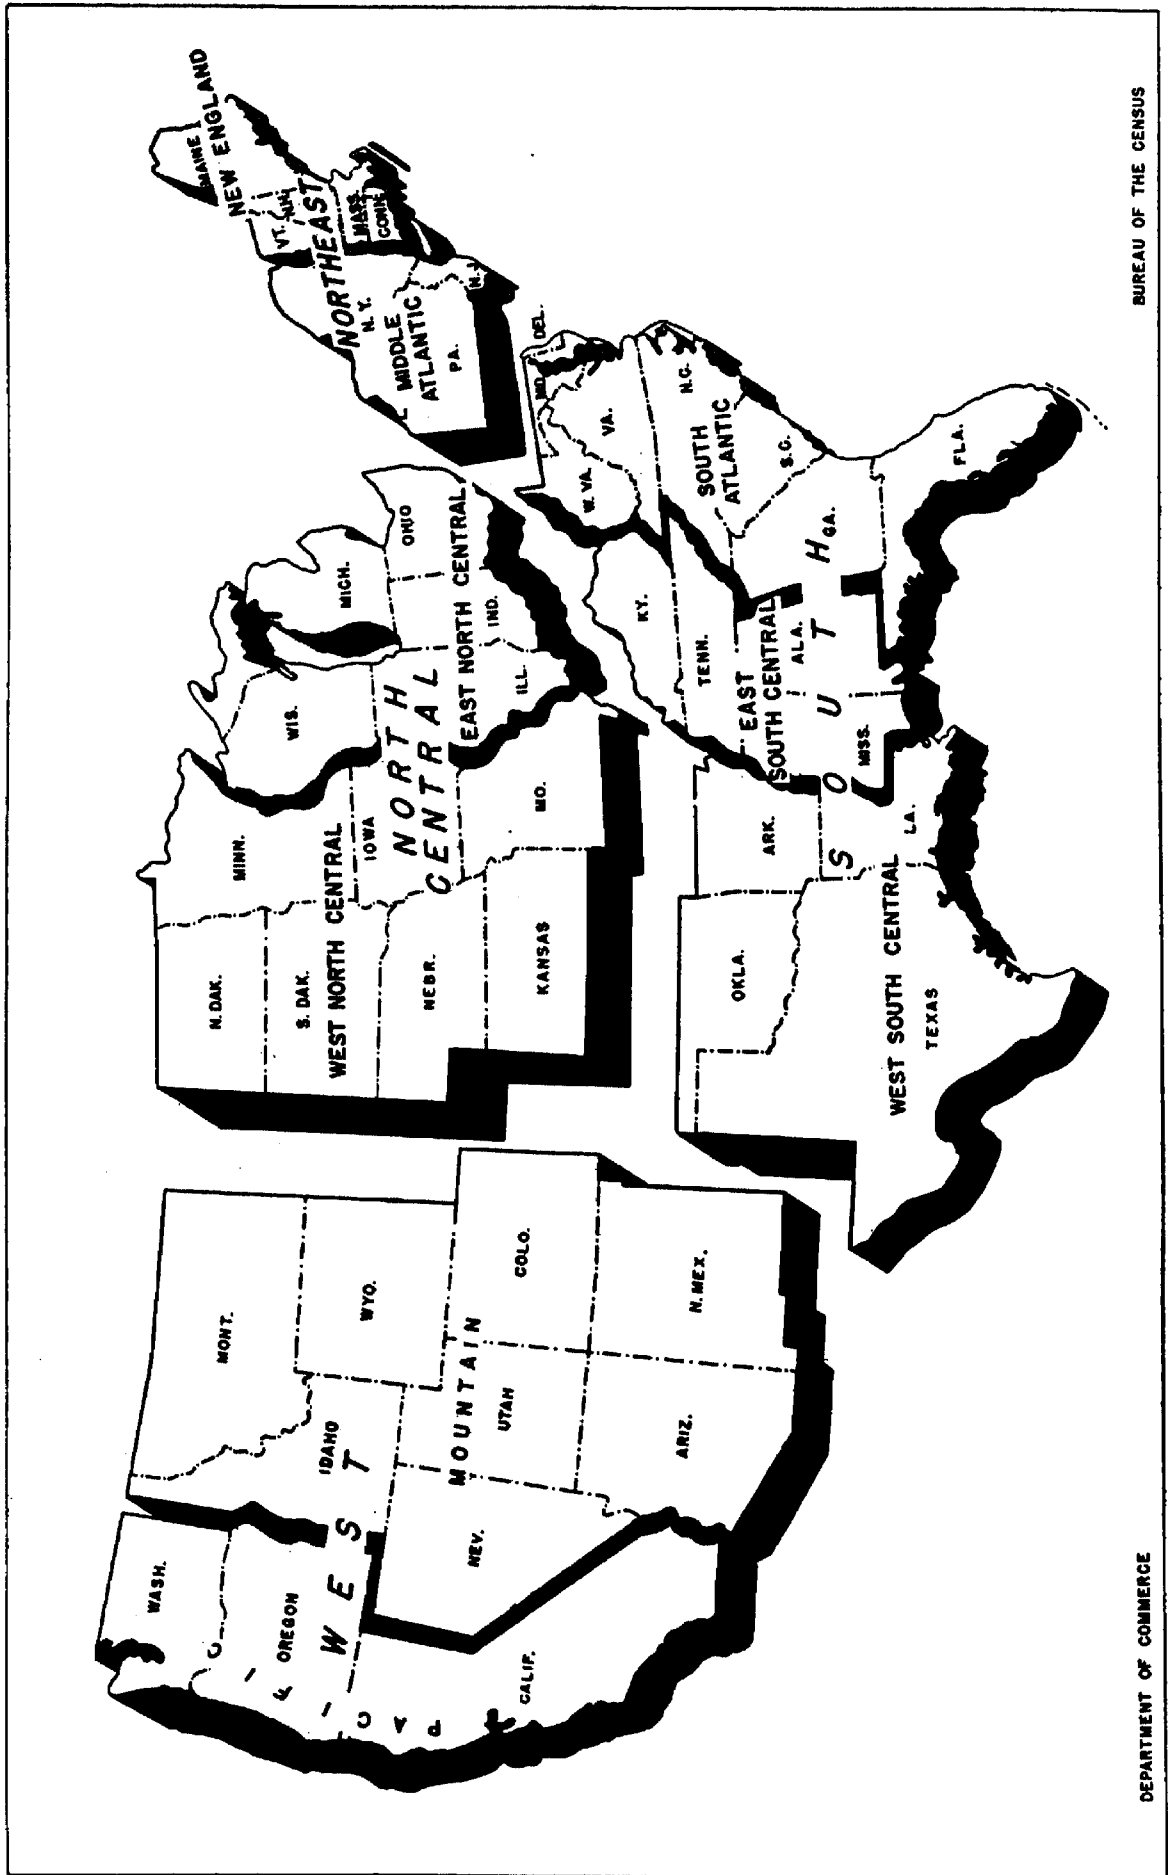 WEST
PACIFIC
WASH.
OREGON
CALIF.
MOUNTAIN
MONT.
IDAHO
WYO.
NEV.
UTAH
COLO.
ARIZ.
N. MEX.
NORTH
CENTRAL
WEST NORTH CENTRAL
N. DAK.
S. DAK.
NEBR.
KANSAS
MINN.
IOWA
MO.
EAST NORTH CENTRAL
WIS.
MICH.
ILL.
IND.
OHIO
NORTHEAST
NEW ENGLAND
MAINE
VT.
N.H.
MASS.
CONN.
MIDDLE
ATLANTIC
N. Y.
PA.
N.J.
SOUTH
WEST SOUTH CENTRAL
OKLA.
TEXAS
ARK.
LA.
EAST
SOUTH CENTRAL
KY.
TENN.
MISS.
ALA.
SOUTH
ATLANTIC
DEL.
MD.
W. VA.
VA.
N.C.
S.C.
GA.
FLA.
DEPARTMENT OF COMMERCE
BUREAU OF THE CENSUS